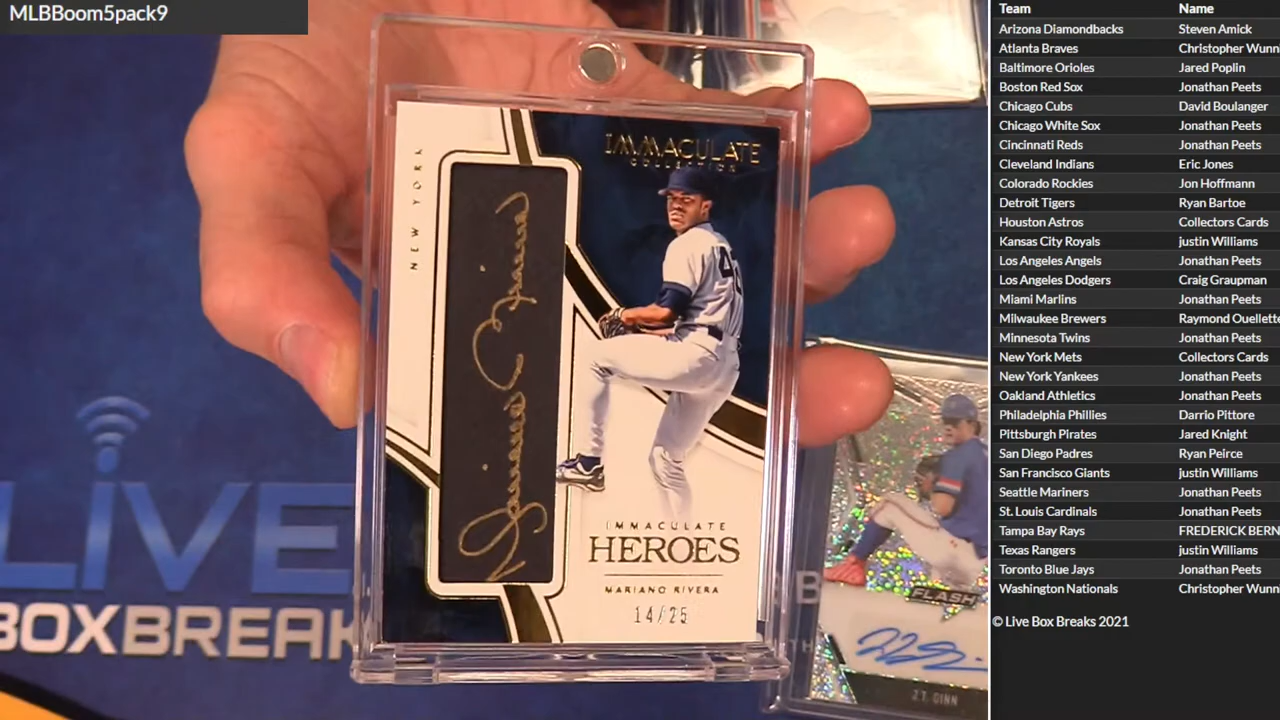 MLBBoom5pack9
IMMACULATE
COLLECTION
NEW YORK
Mariano Rivera
IMMACULATE
HEROES
MARIANO RIVERA
14/25
LIVE
BOXBREAK
FLASH
J.T. GINN
Team Name
Arizona Diamondbacks Steven Amick
Atlanta Braves Christopher Wunn
Baltimore Orioles Jared Poplin
Boston Red Sox Jonathan Peets
Chicago Cubs David Boulanger
Chicago White Sox Jonathan Peets
Cincinnati Reds Jonathan Peets
Cleveland Indians Eric Jones
Colorado Rockies Jon Hoffmann
Detroit Tigers Ryan Bartoe
Houston Astros Collectors Cards
Kansas City Royals justin Williams
Los Angeles Angels Jonathan Peets
Los Angeles Dodgers Craig Graupman
Miami Marlins Jonathan Peets
Milwaukee Brewers Raymond Ouellette
Minnesota Twins Jonathan Peets
New York Mets Collectors Cards
New York Yankees Jonathan Peets
Oakland Athletics Jonathan Peets
Philadelphia Phillies Darrio Pittore
Pittsburgh Pirates Jared Knight
San Diego Padres Ryan Peirce
San Francisco Giants justin Williams
Seattle Mariners Jonathan Peets
St. Louis Cardinals Jonathan Peets
Tampa Bay Rays FREDERICK BERN
Texas Rangers justin Williams
Toronto Blue Jays Jonathan Peets
Washington Nationals Christopher Wunn
© Live Box Breaks 2021